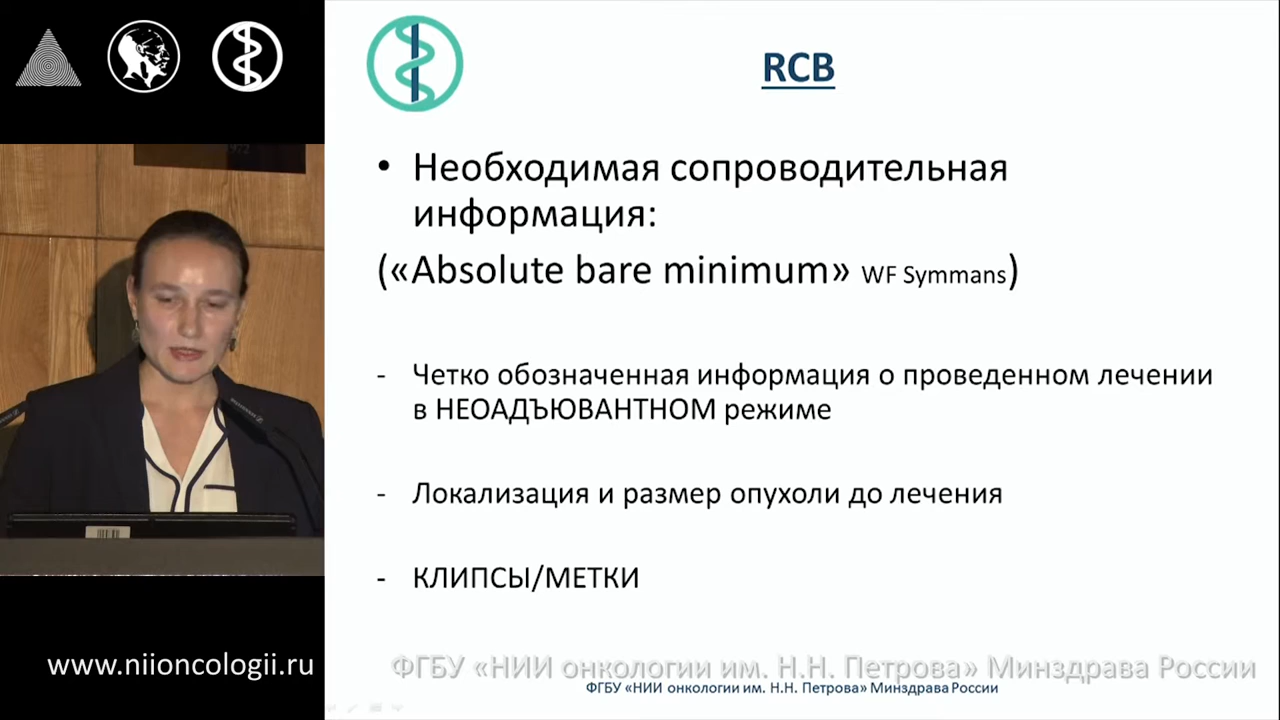 RCB
• Необходимая сопроводительная
информация:
(«Absolute bare minimum» WF Symmans)
- Четко обозначенная информация о проведенном лечении
в НЕОАДЪЮВАНТНОМ режиме
- Локализация и размер опухоли до лечения
- КЛИПСЫ/МЕТКИ
www.niioncologii.ru
ФГБУ «НИИ онкологии им. Н.Н. Петрова» Минздрава России
ФГБУ «НИИ онкологии им. Н.Н. Петрова» Минздрава России